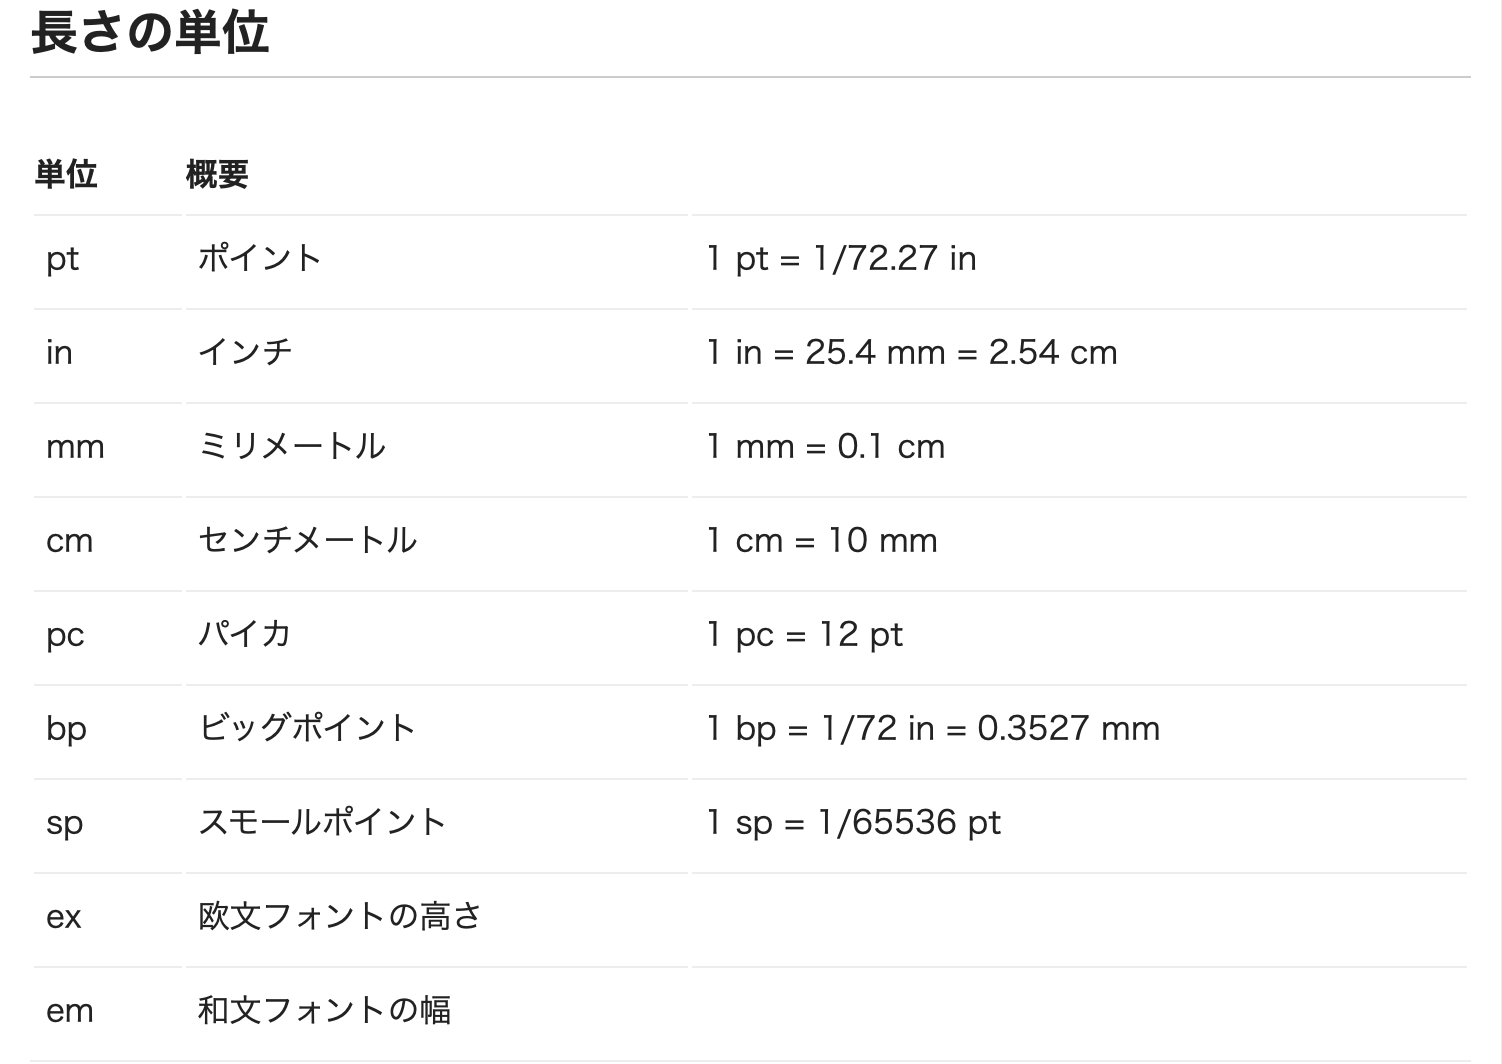 長さの単位
単位 概要
pt ポイント 1 pt = 1/72.27 in
in インチ 1 in = 25.4 mm = 2.54 cm
mm ミリメートル 1 mm = 0.1 cm
cm センチメートル 1 cm = 10 mm
pc パイカ 1 pc = 12 pt
bp ビッグポイント 1 bp = 1/72 in = 0.3527 mm
sp スモールポイント 1 sp = 1/65536 pt
ex 欧文フォントの高さ
em 和文フォントの幅